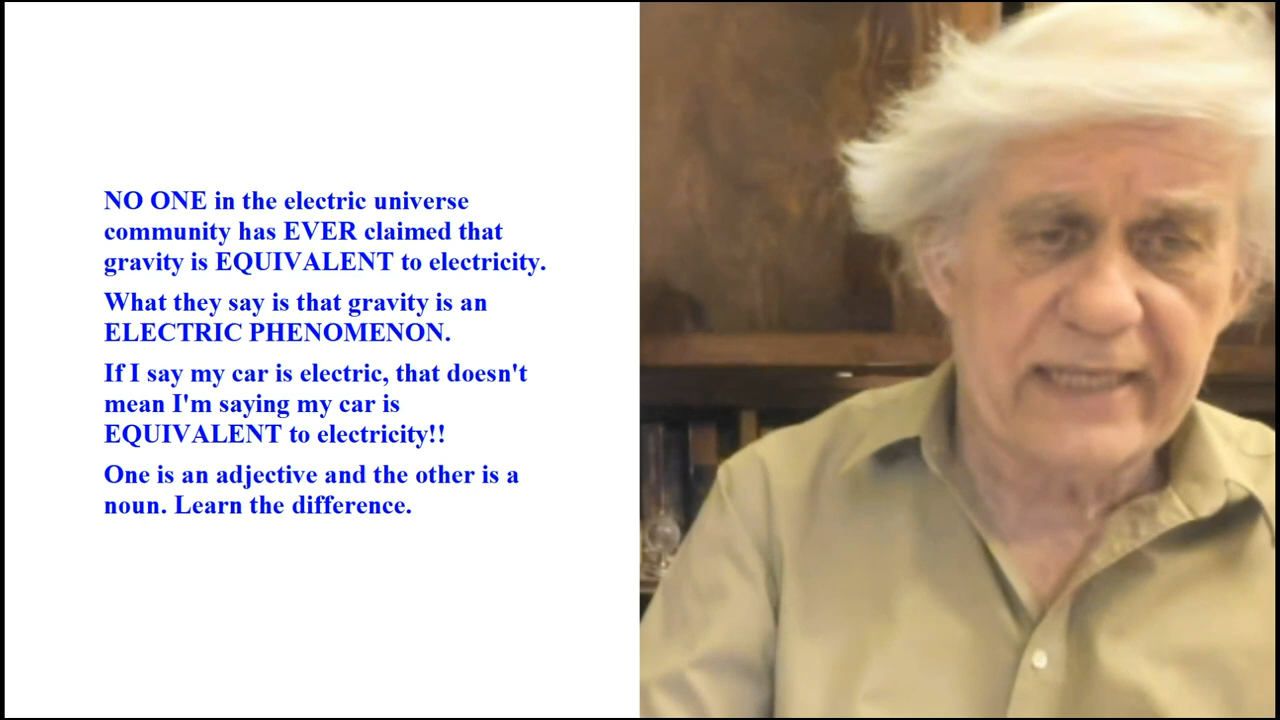 NO ONE in the electric universe
community has EVER claimed that
gravity is EQUIVALENT to electricity.
What they say is that gravity is an
ELECTRIC PHENOMENON.
If I say my car is electric, that doesn't
mean I'm saying my car is
EQUIVALENT to electricity!!
One is an adjective and the other is a
noun. Learn the difference.